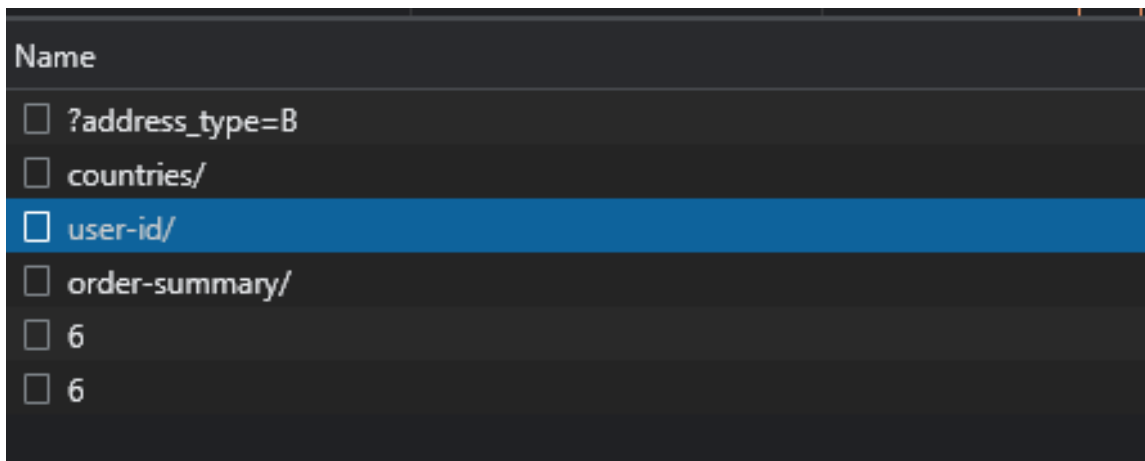 Name
?address_type=B
countries/
user-id/
order-summary/
6
6